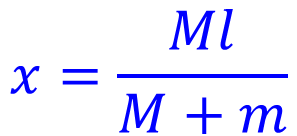 x = Ml / (M + m)